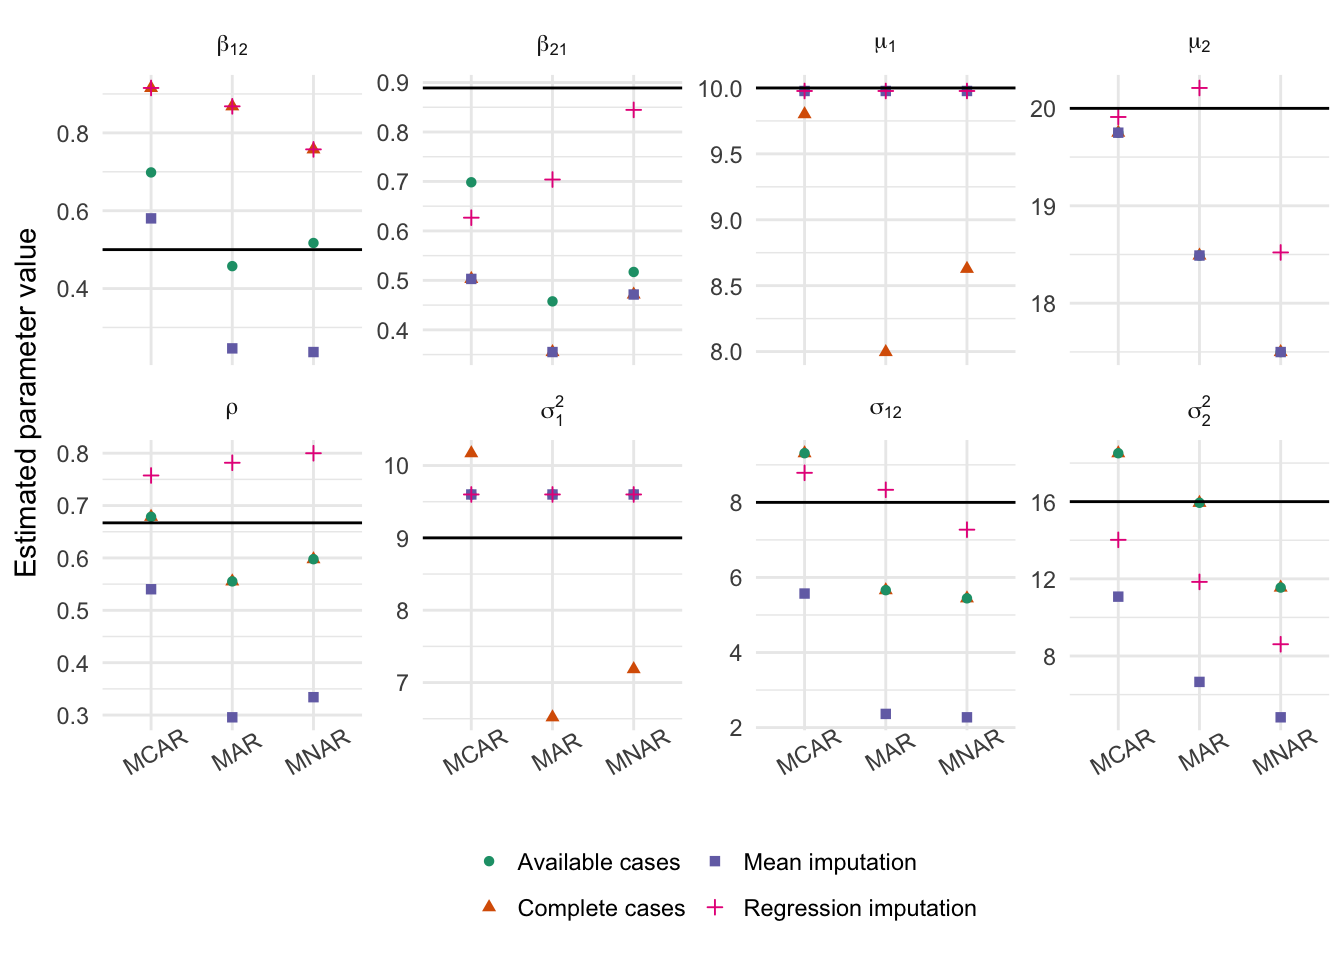 β12 β21 μ1 μ2
0.8 0.6 0.4
0.9 0.8 0.7 0.6 0.5 0.4
10.0 9.5 9.0 8.5 8.0
20 19 18
Estimated parameter value
ρ σ²1 σ12 σ²2
0.8 0.7 0.6 0.5 0.4 0.3
10 9 8 7
8 6 4 2
16 12 8
MCAR MAR MNAR MCAR MAR MNAR MCAR MAR MNAR MCAR MAR MNAR
Available cases Mean imputation
Complete cases Regression imputation